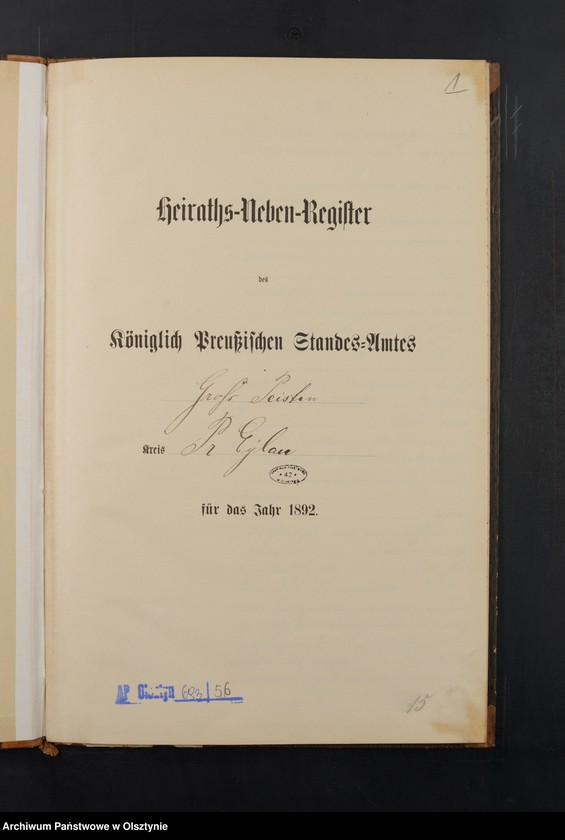 1
Heiraths-Neben-Register
des
Königlich Preußischen Standes-Amtes
Groß Peisten
Kreis Pr Eylau
42
für das Jahr 1892.
AP Olsztyn 693/56
15
Archiwum Państwowe w Olsztynie